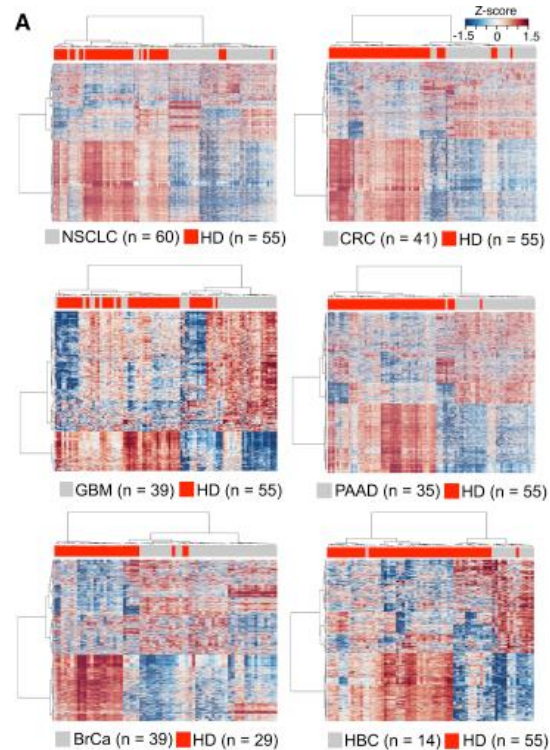 A
Z-score
-1.5 0 1.5
NSCLC (n = 60) HD (n = 55)
CRC (n = 41) HD (n = 55)
GBM (n = 39) HD (n = 55)
PAAD (n = 35) HD (n = 55)
BrCa (n = 39) HD (n = 29)
HBC (n = 14) HD (n = 55)